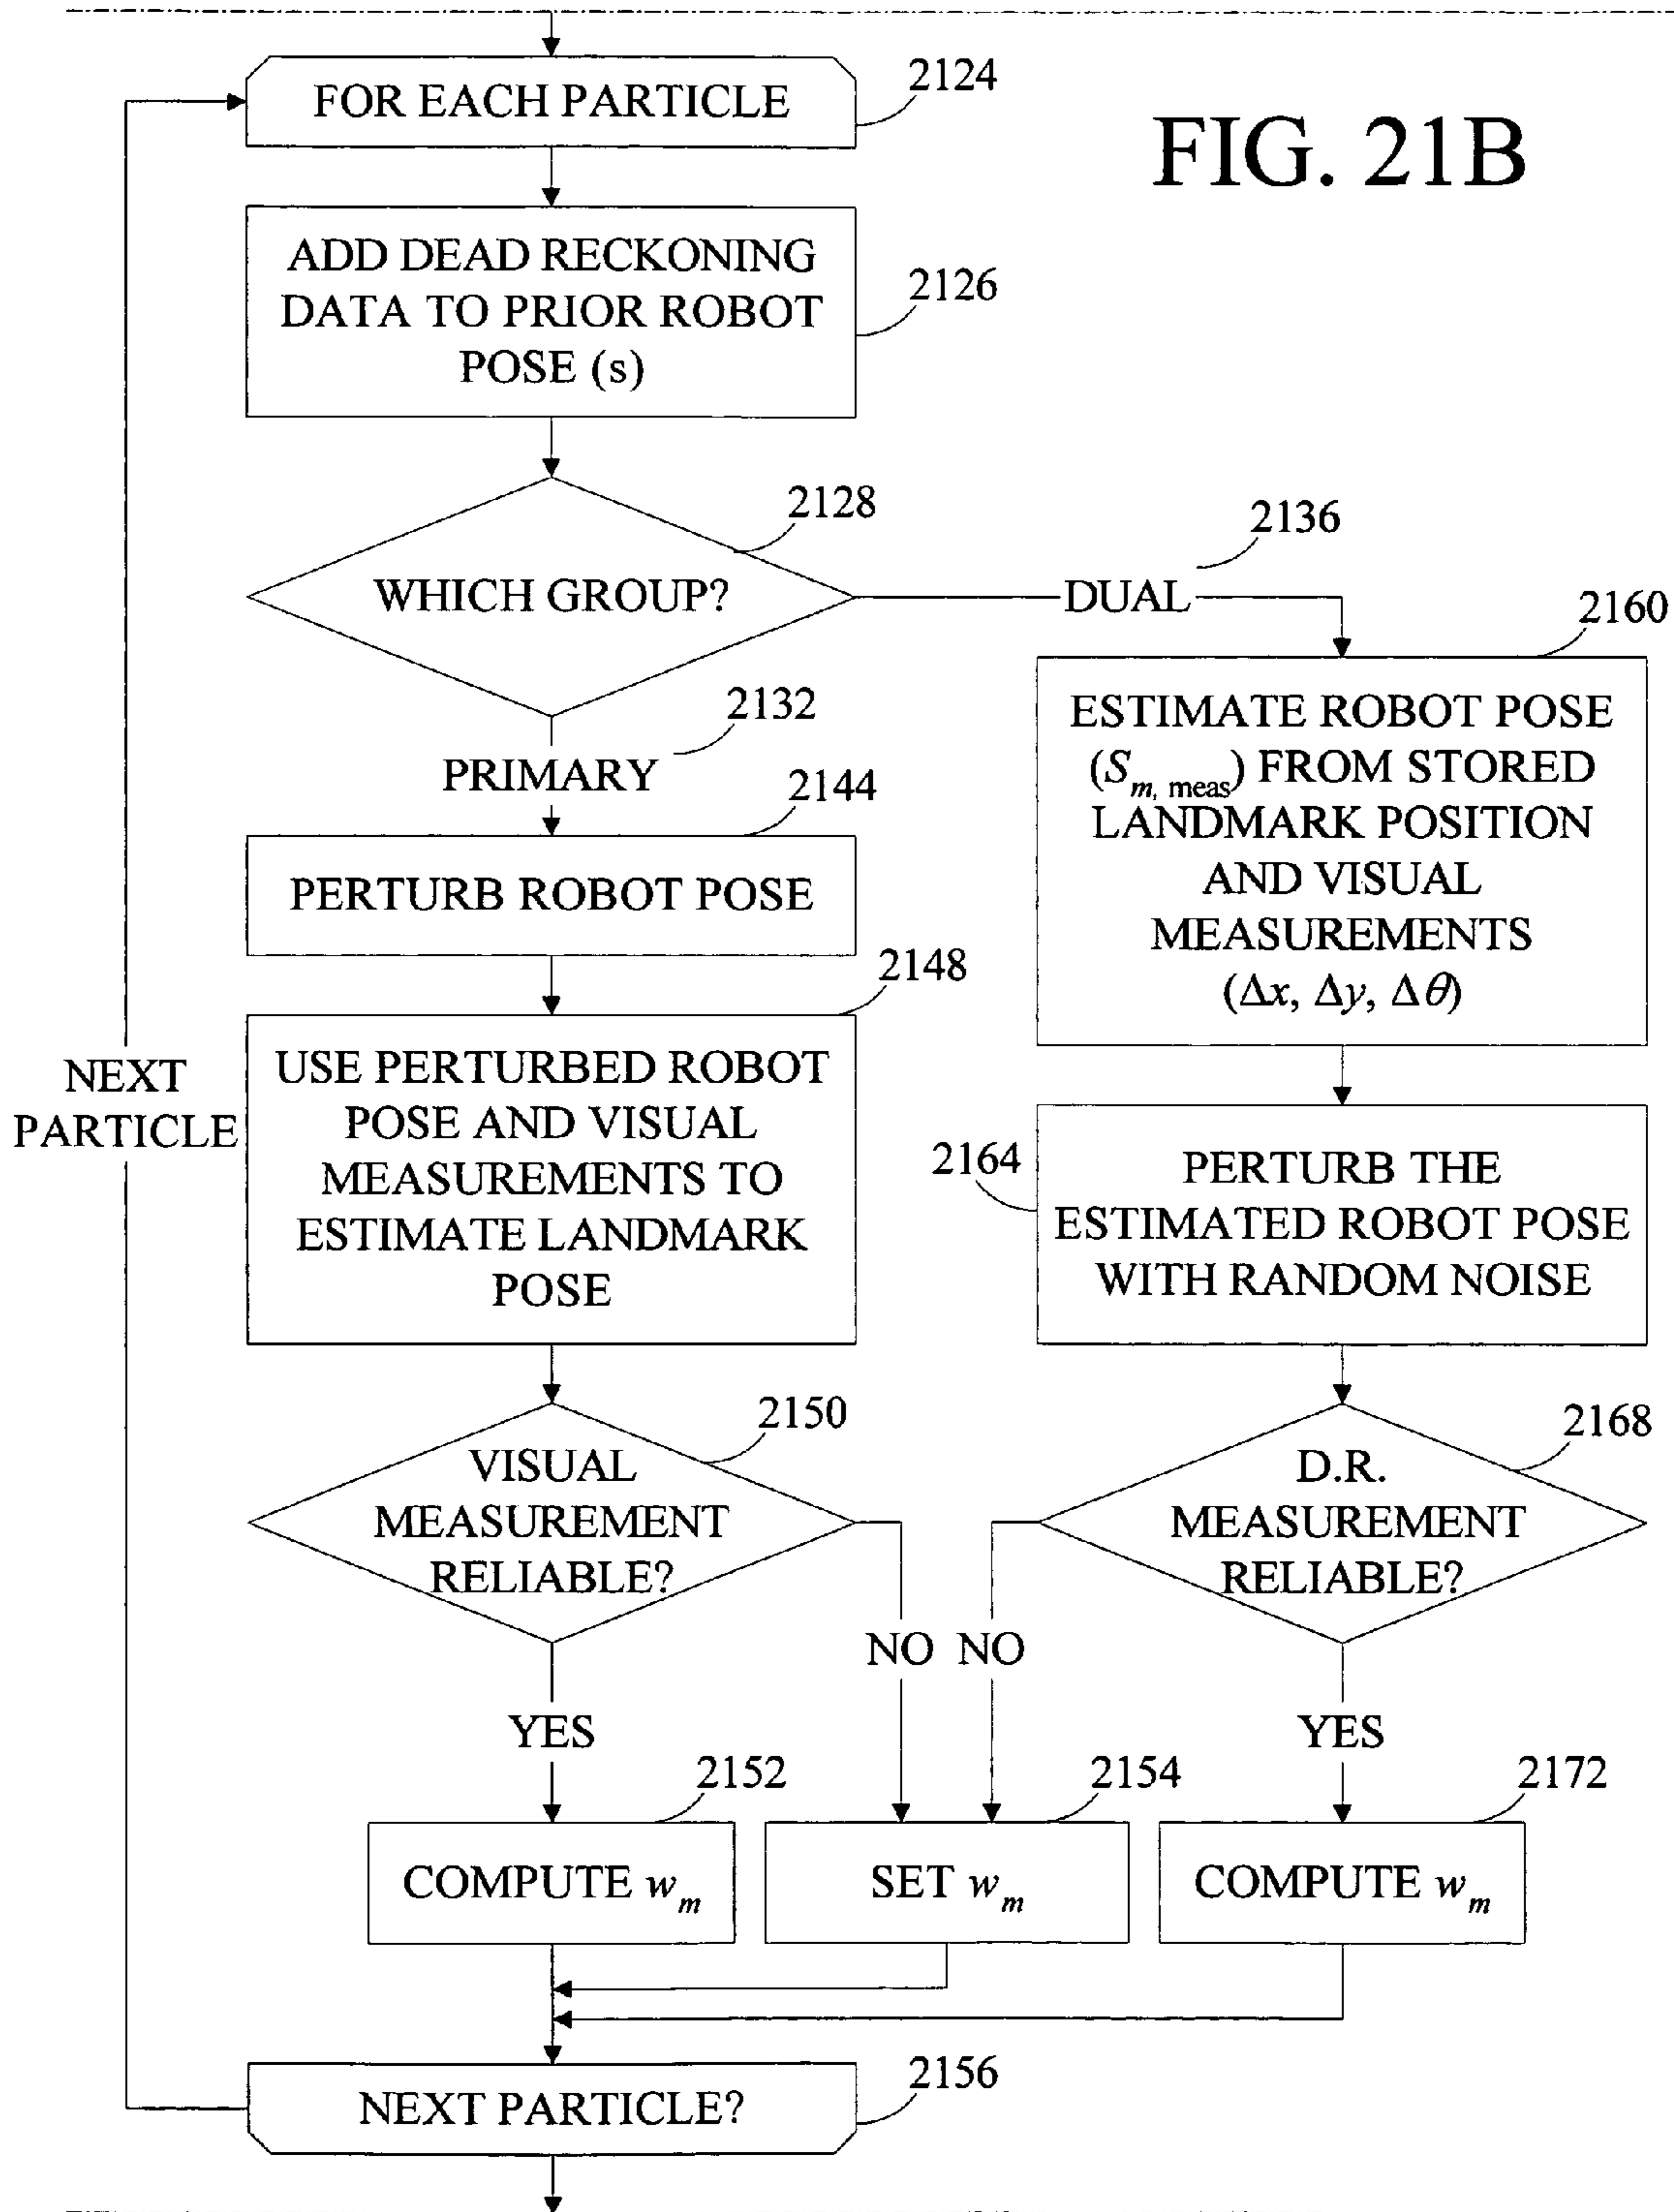 FOR EACH PARTICLE
2124
FIG. 21B
ADD DEAD RECKONING
DATA TO PRIOR ROBOT
POSE (s)
2126
WHICH GROUP?
2128
DUAL
2136
PRIMARY
2132
PERTURB ROBOT POSE
2144
USE PERTURBED ROBOT
POSE AND VISUAL
MEASUREMENTS TO
ESTIMATE LANDMARK
POSE
2148
VISUAL
MEASUREMENT
RELIABLE?
2150
ESTIMATE ROBOT POSE
(S_{m, meas}) FROM STORED
LANDMARK POSITION
AND VISUAL
MEASUREMENTS
(Δx, Δy, Δθ)
2160
PERTURB THE
ESTIMATED ROBOT POSE
WITH RANDOM NOISE
2164
D.R.
MEASUREMENT
RELIABLE?
2168
NO
NO
YES
YES
COMPUTE w_m
2152
SET w_m
2154
COMPUTE w_m
2172
NEXT PARTICLE?
2156
NEXT
PARTICLE